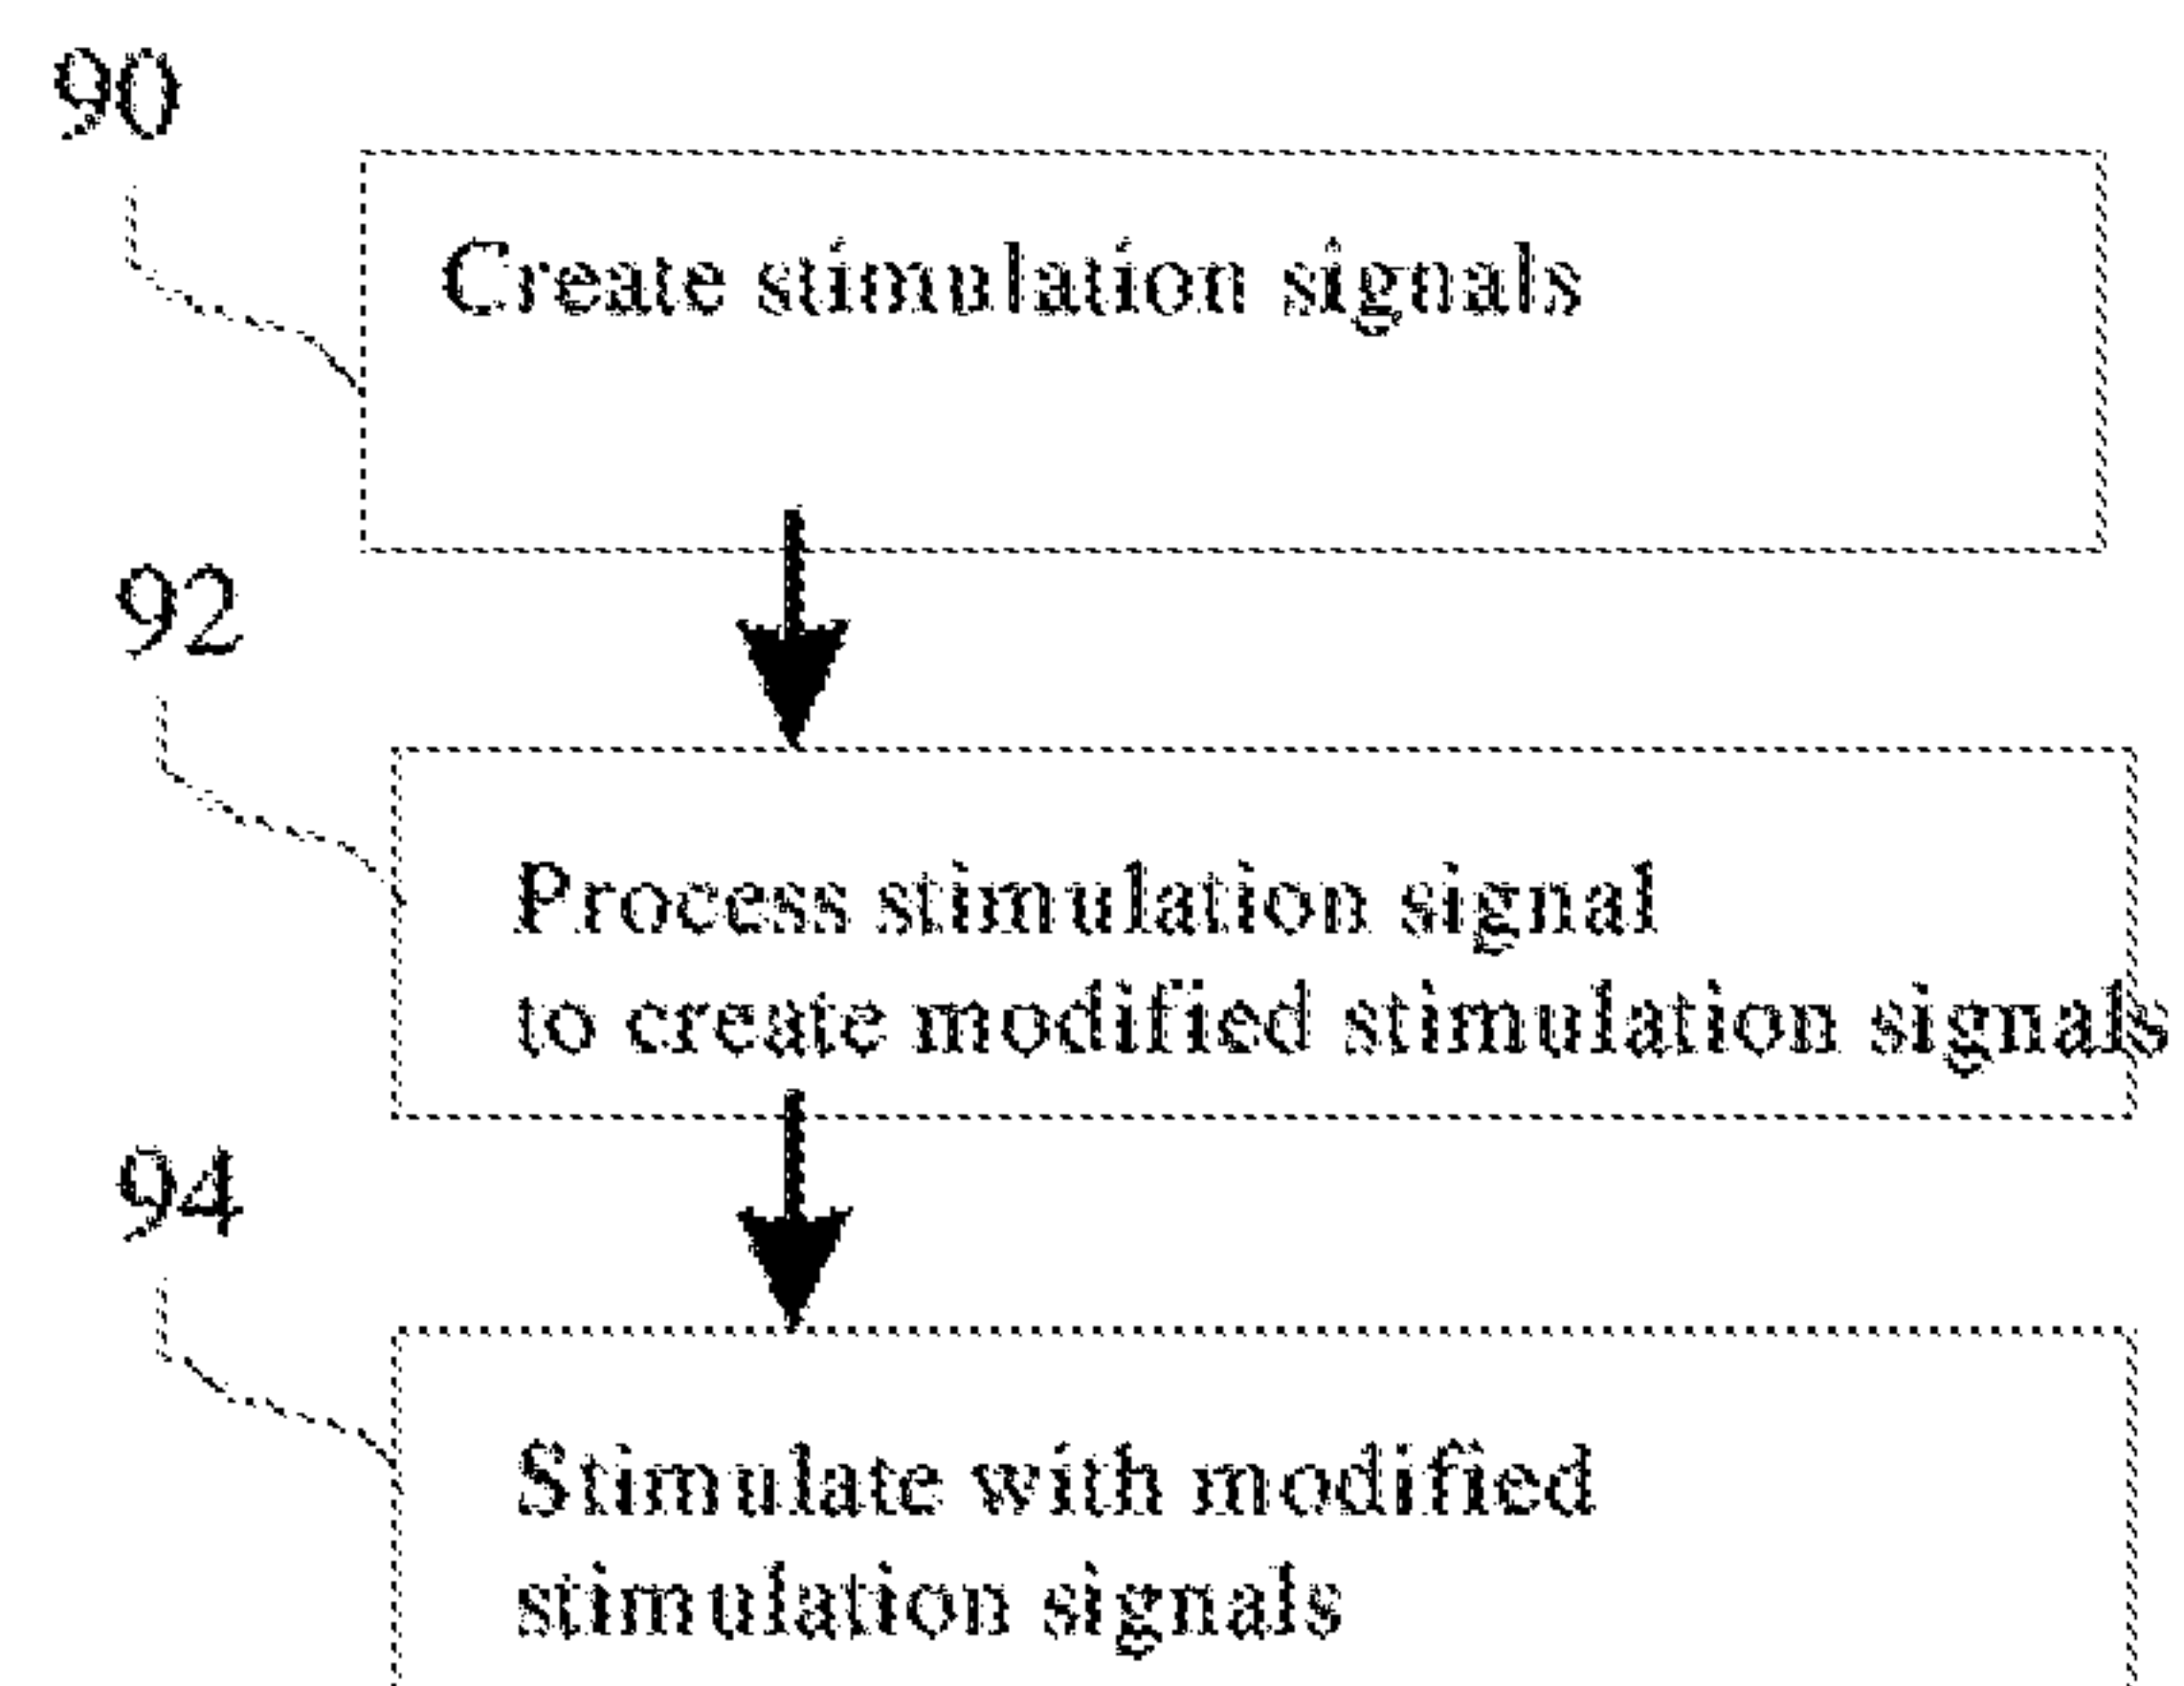 90
Create stimulation signals
92
Process stimulation signal
to create modified stimulation signals
94
Stimulate with modified
stimulation signals